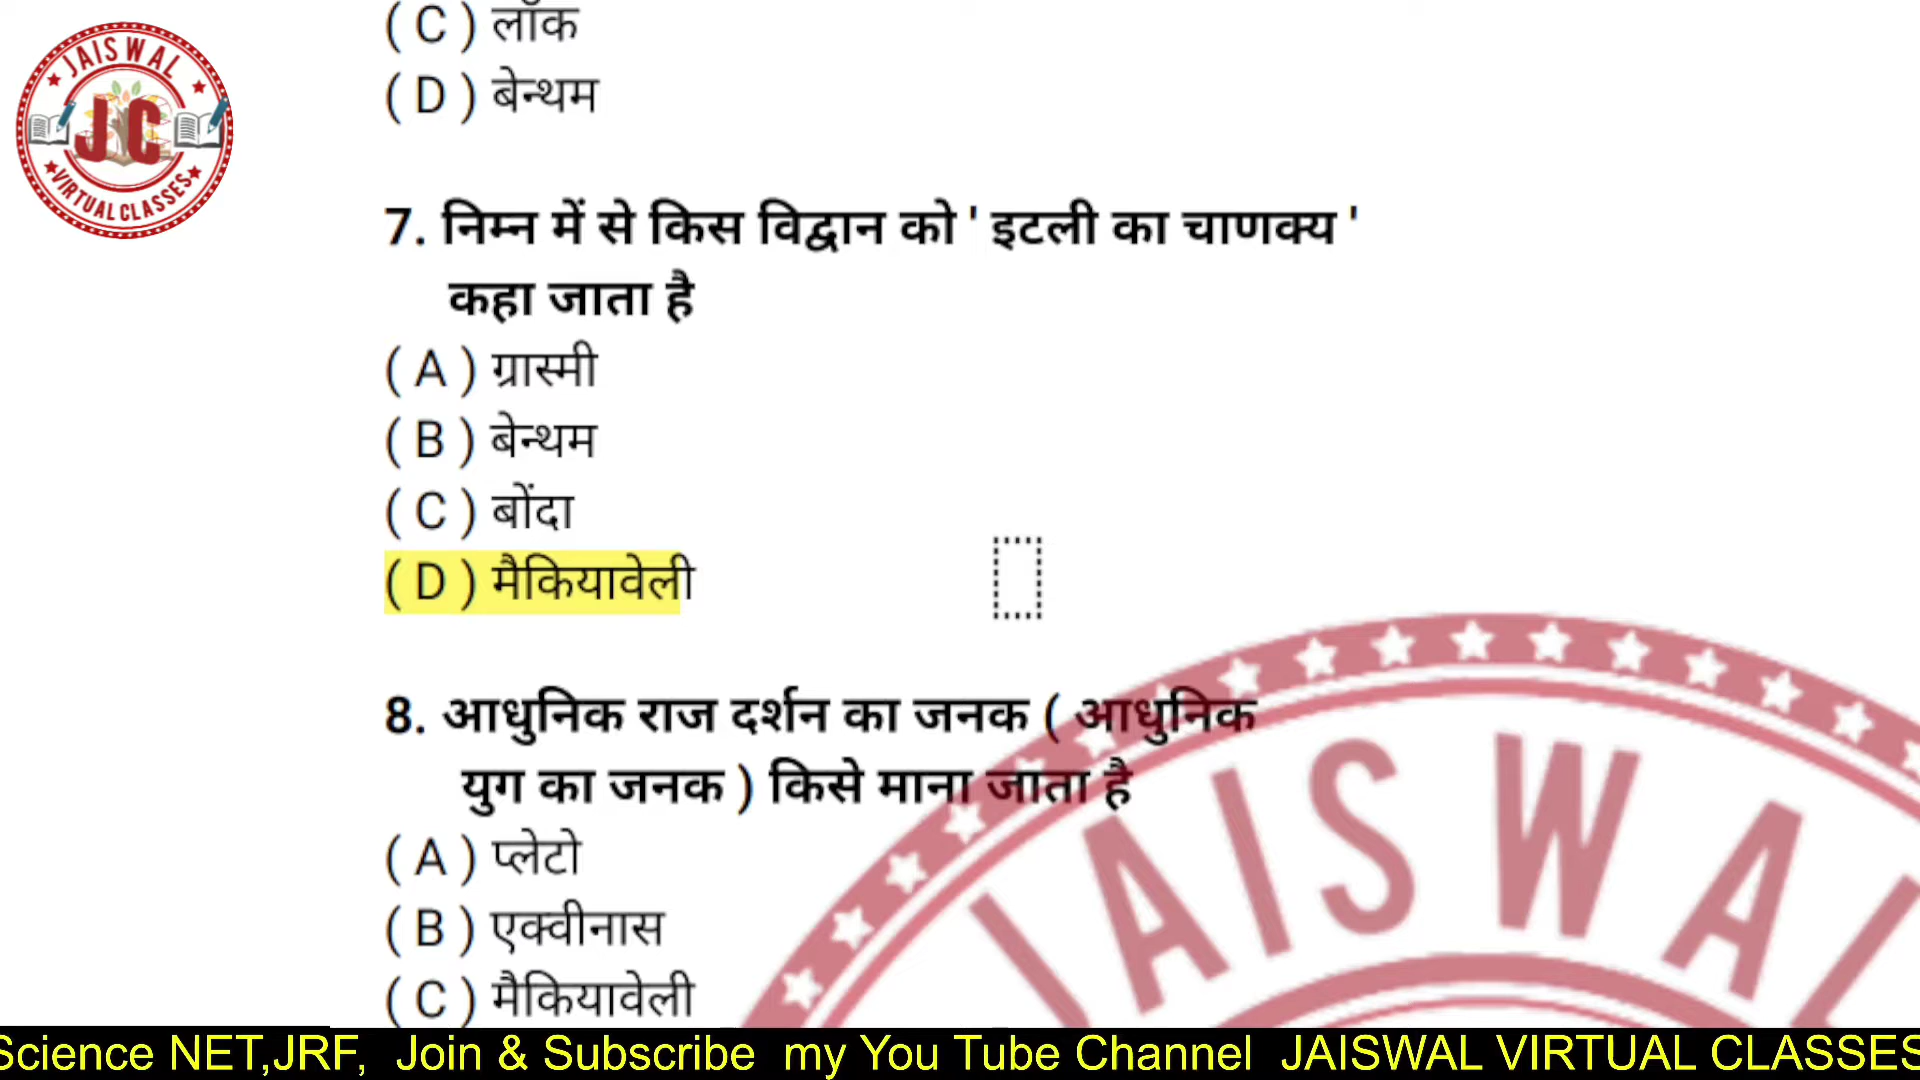 ( C ) लॉक
( D ) बेन्थम
JAISWAL
JC
VIRTUAL CLASSES
7. निम्न में से किस विद्वान को ' इटली का चाणक्य '
कहा जाता है
( A ) ग्रास्मी
( B ) बेन्थम
( C ) बोंदा
( D ) मैकियावेली
8. आधुनिक राज दर्शन का जनक ( आधुनिक
युग का जनक ) किसे माना जाता है
( A ) प्लेटो
( B ) एक्वीनास
( C ) मैकियावेली
JAISWAL
Science NET,JRF, Join & Subscribe my You Tube Channel JAISWAL VIRTUAL CLASSES